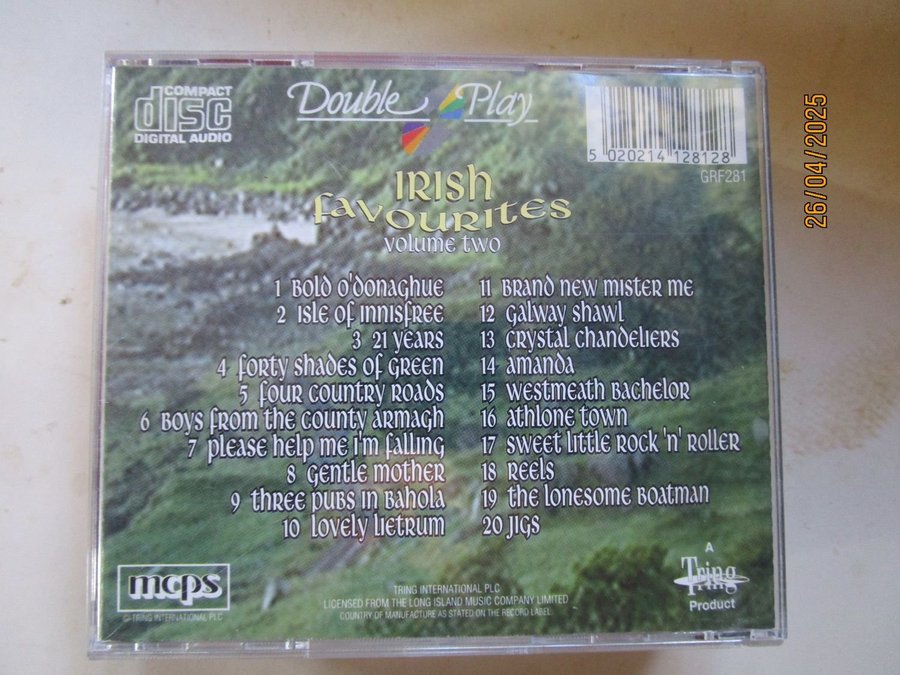 COMPACT
disc
DIGITAL AUDIO
Double Play
5 020214 128128
GRF281
IRISH
FAVOURITES
VOLUME TWO
1 BOLD O'DONAGHUE
2 ISLE OF INNISFREE
3 21 YEARS
4 FORTY SHADES OF GREEN
5 FOUR COUNTRY ROADS
6 BOYS FROM THE COUNTY ARMAGH
7 PLEASE HELP ME I'M FALLING
8 GENTLE MOTHER
9 THREE PUBS IN BAHOLA
10 LOVELY LIETRUM
11 BRAND NEW MISTER ME
12 GALWAY SHAWL
13 CRYSTAL CHANDELIERS
14 AMANDA
15 WESTMEATH BACHELOR
16 ATHLONE TOWN
17 SWEET LITTLE ROCK 'N' ROLLER
18 REELS
19 THE LONESOME BOATMAN
20 JIGS
mcps
© TRING INTERNATIONAL PLC
TRING INTERNATIONAL PLC
LICENSED FROM THE LONG ISLAND MUSIC COMPANY LIMITED
COUNTRY OF MANUFACTURE AS STATED ON THE RECORD LABEL
A
Tring
Product
26/04/2025